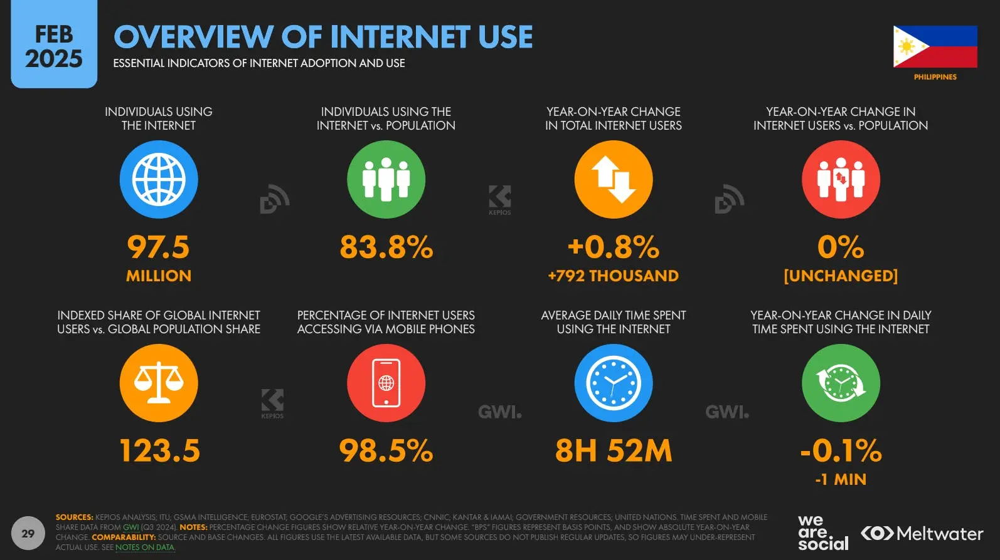 FEB
2025
OVERVIEW OF INTERNET USE
ESSENTIAL INDICATORS OF INTERNET ADOPTION AND USE
PHILIPPINES
INDIVIDUALS USING
THE INTERNET
97.5
MILLION
INDIVIDUALS USING THE
INTERNET vs. POPULATION
83.8%
YEAR-ON-YEAR CHANGE
IN TOTAL INTERNET USERS
+0.8%
+792 THOUSAND
YEAR-ON-YEAR CHANGE IN
INTERNET USERS vs. POPULATION
0%
[UNCHANGED]
KEPIOS
INDEXED SHARE OF GLOBAL INTERNET
USERS vs. GLOBAL POPULATION SHARE
123.5
PERCENTAGE OF INTERNET USERS
ACCESSING VIA MOBILE PHONES
98.5%
AVERAGE DAILY TIME SPENT
USING THE INTERNET
8H 52M
YEAR-ON-YEAR CHANGE IN DAILY
TIME SPENT USING THE INTERNET
-0.1%
-1 MIN
KEPIOS
GWI.
GWI.
29
SOURCES: KEPIOS ANALYSIS; ITU; GSMA INTELLIGENCE; EUROSTAT; GOOGLE'S ADVERTISING RESOURCES; CNNIC; KANTAR & IAMAI; GOVERNMENT RESOURCES; UNITED NATIONS. TIME SPENT AND MOBILE
SHARE DATA FROM GWI (Q3 2024). NOTES: PERCENTAGE CHANGE FIGURES SHOW RELATIVE YEAR-ON-YEAR CHANGE. "BPS" FIGURES REPRESENT BASIS POINTS, AND SHOW ABSOLUTE YEAR-ON-YEAR
CHANGE. COMPARABILITY: SOURCE AND BASE CHANGES. ALL FIGURES USE THE LATEST AVAILABLE DATA, BUT SOME SOURCES DO NOT PUBLISH REGULAR UPDATES, SO FIGURES MAY UNDER-REPRESENT
ACTUAL USE. SEE NOTES ON DATA.
we
are
social
Meltwater